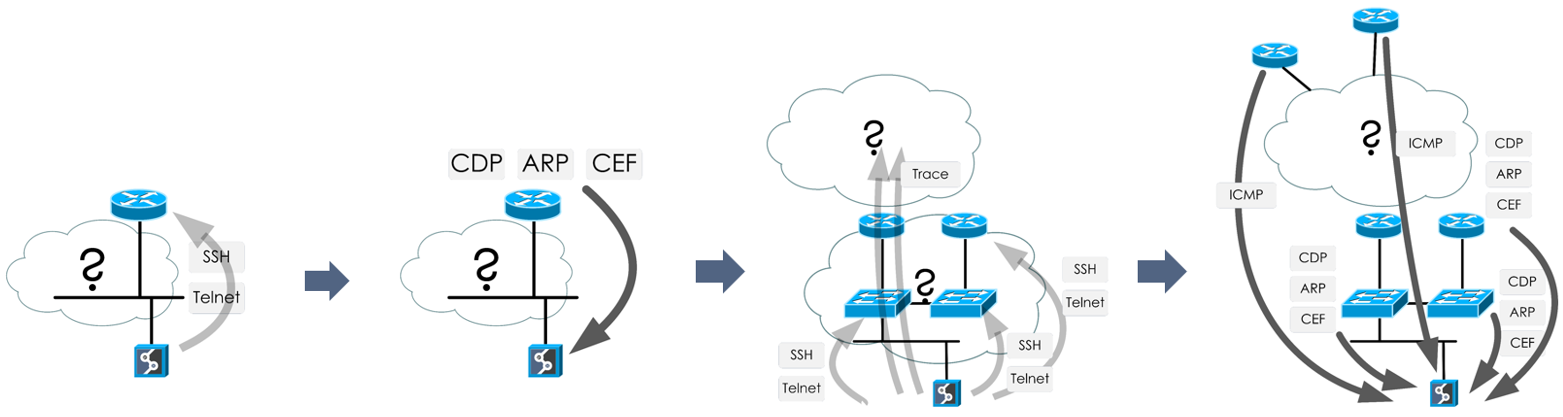 ?
SSH
Telnet
CDP ARP CEF
?
?
Trace
?
SSH
Telnet
SSH
Telnet
SSH
Telnet
?
ICMP
CDP
ARP
CEF
ICMP
CDP
ARP
CEF
CDP
ARP
CEF